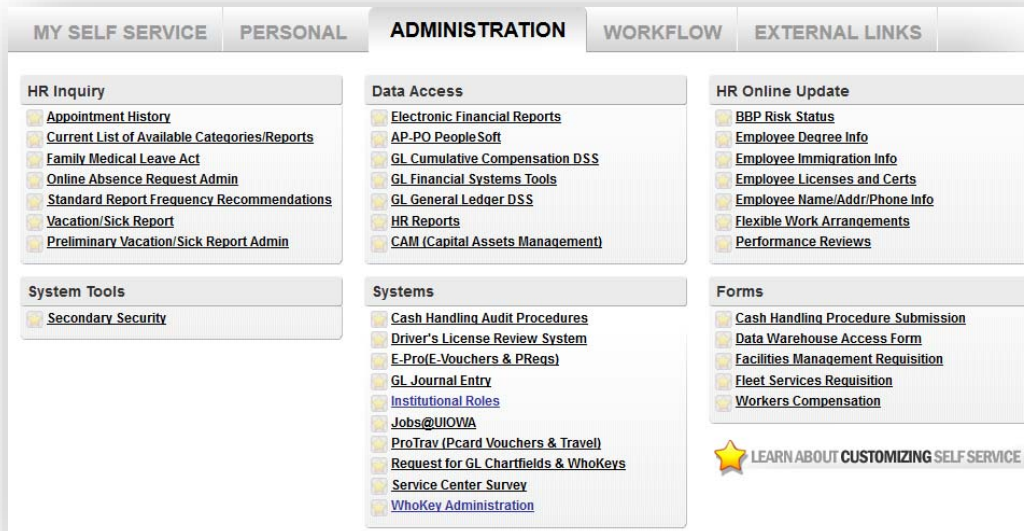 MY SELF SERVICE PERSONAL ADMINISTRATION WORKFLOW EXTERNAL LINKS
HR Inquiry
Appointment History
Current List of Available Categories/Reports
Family Medical Leave Act
Online Absence Request Admin
Standard Report Frequency Recommendations
Vacation/Sick Report
Preliminary Vacation/Sick Report Admin
Data Access
Electronic Financial Reports
AP-PO PeopleSoft
GL Cumulative Compensation DSS
GL Financial Systems Tools
GL General Ledger DSS
HR Reports
CAM (Capital Assets Management)
HR Online Update
BBP Risk Status
Employee Degree Info
Employee Immigration Info
Employee Licenses and Certs
Employee Name/Addr/Phone Info
Flexible Work Arrangements
Performance Reviews
System Tools
Secondary Security
Systems
Cash Handling Audit Procedures
Driver's License Review System
E-Pro(E-Vouchers & PReqs)
GL Journal Entry
Institutional Roles
Jobs@UIOWA
ProTrav (Pcard Vouchers & Travel)
Request for GL Chartfields & WhoKeys
Service Center Survey
WhoKey Administration
Forms
Cash Handling Procedure Submission
Data Warehouse Access Form
Facilities Management Requisition
Fleet Services Requisition
Workers Compensation
LEARN ABOUT CUSTOMIZING SELF SERVICE